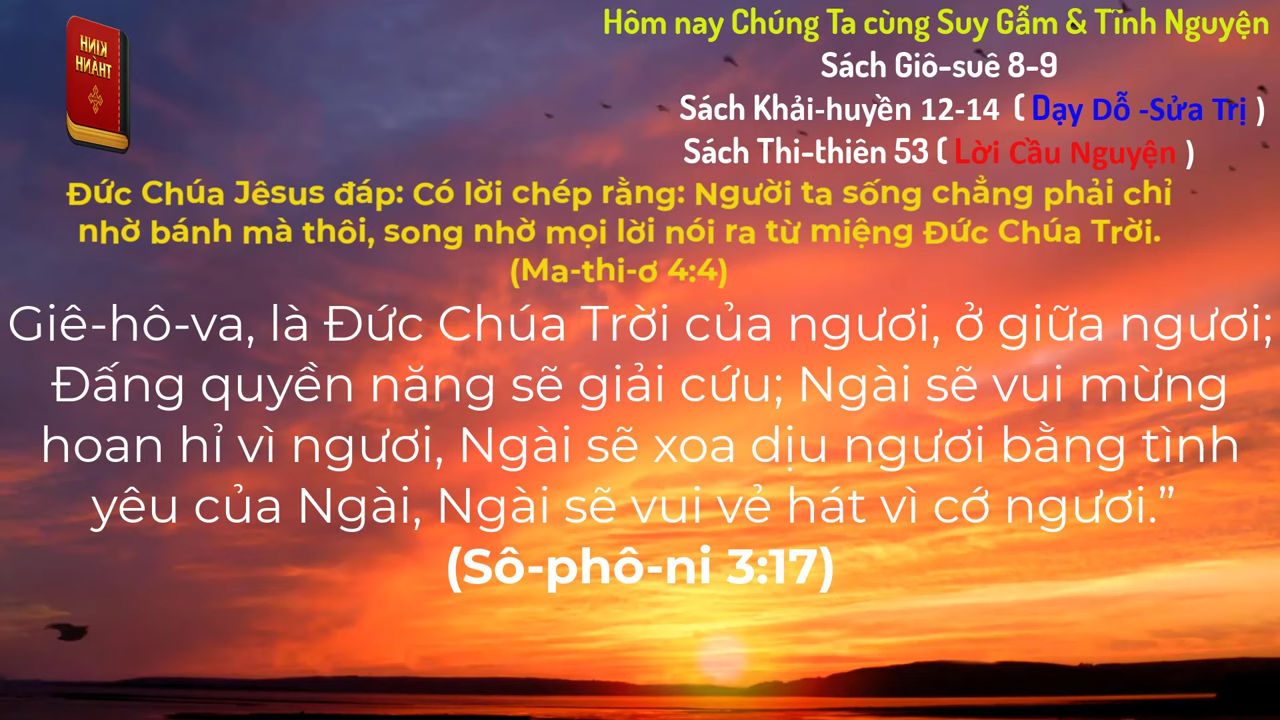 KINH
THÁNH
Hôm nay Chúng Ta cùng Suy Gẫm & Tĩnh Nguyện
Sách Giô-suê 8-9
Sách Khải-huyền 12-14 ( Dạy Dỗ -Sửa Trị )
Sách Thi-thiên 53 ( Lời Cầu Nguyện )
Đức Chúa Jêsus đáp: Có lời chép rằng: Người ta sống chẳng phải chỉ
nhờ bánh mà thôi, song nhờ mọi lời nói ra từ miệng Đức Chúa Trời.
(Ma-thi-ơ 4:4)
Giê-hô-va, là Đức Chúa Trời của ngươi, ở giữa ngươi;
Đấng quyền năng sẽ giải cứu; Ngài sẽ vui mừng
hoan hỉ vì ngươi, Ngài sẽ xoa dịu ngươi bằng tình
yêu của Ngài, Ngài sẽ vui vẻ hát vì cớ ngươi.”
(Sô-phô-ni 3:17)